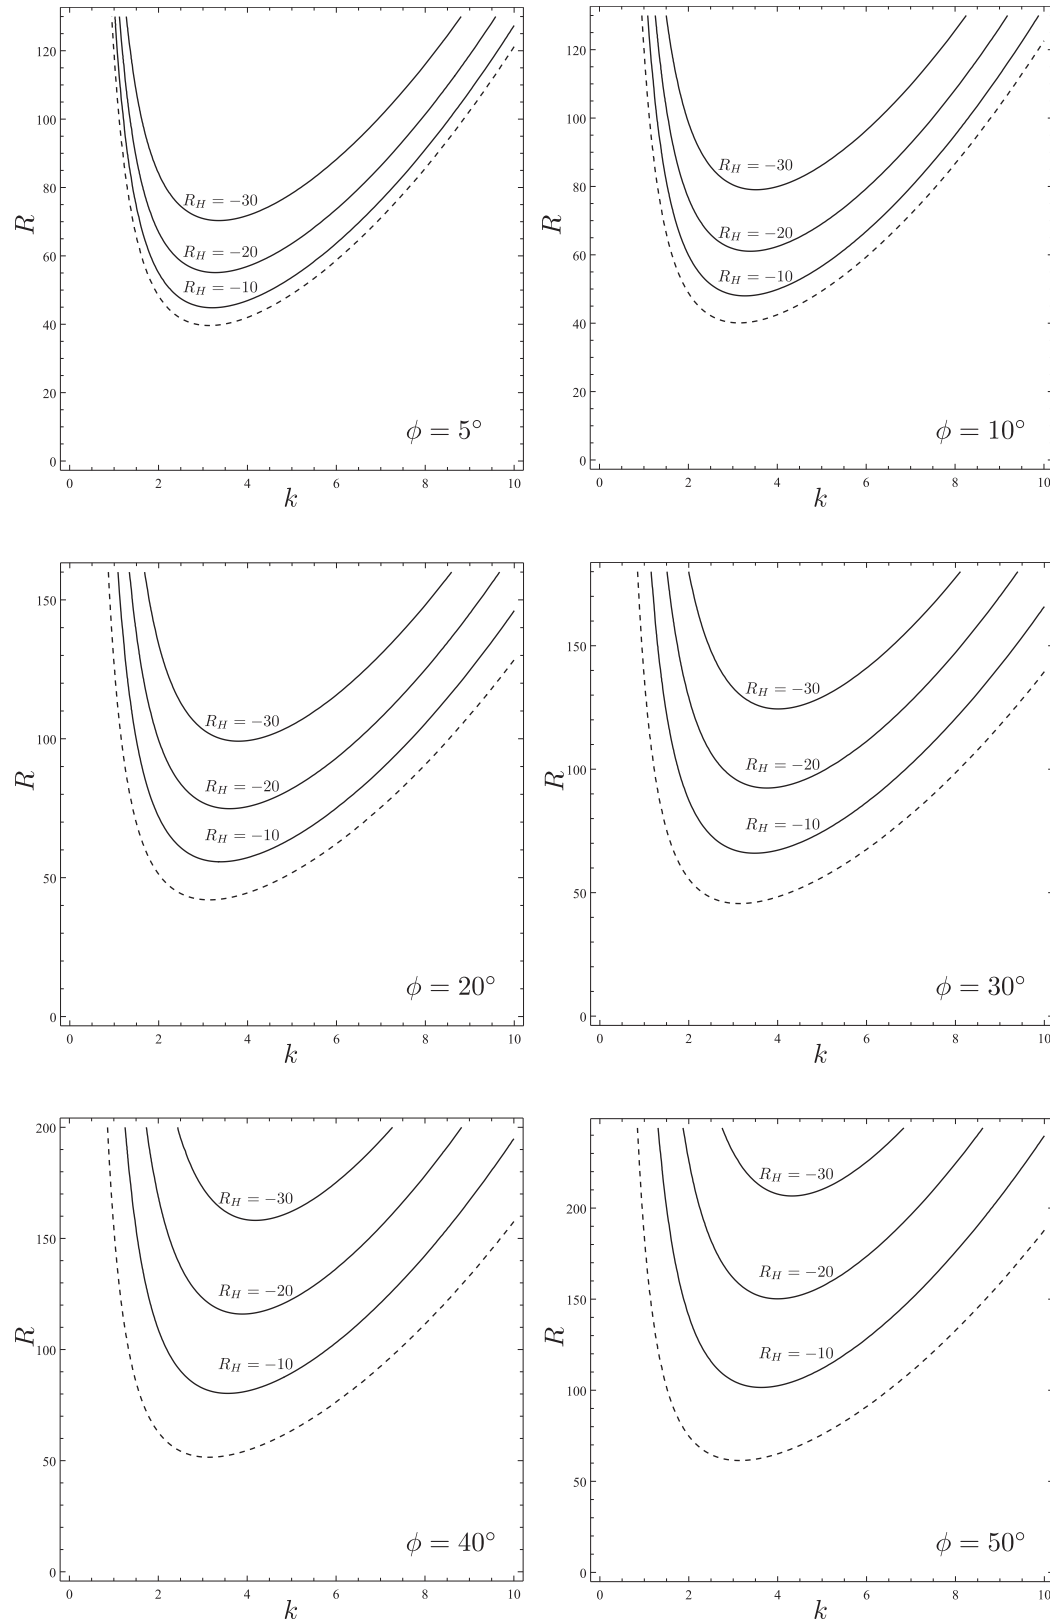 120
100
80
60
40
20
0
R
R_H = −30
R_H = −20
R_H = −10
ϕ = 5°
0 2 4 6 8 10
k
120
100
80
60
40
20
0
R
R_H = −30
R_H = −20
R_H = −10
ϕ = 10°
0 2 4 6 8 10
k
150
100
50
0
R
R_H = −30
R_H = −20
R_H = −10
ϕ = 20°
0 2 4 6 8 10
k
150
100
50
0
R
R_H = −30
R_H = −20
R_H = −10
ϕ = 30°
0 2 4 6 8 10
k
200
150
100
50
0
R
R_H = −30
R_H = −20
R_H = −10
ϕ = 40°
0 2 4 6 8 10
k
200
150
100
50
0
R
R_H = −30
R_H = −20
R_H = −10
ϕ = 50°
0 2 4 6 8 10
k